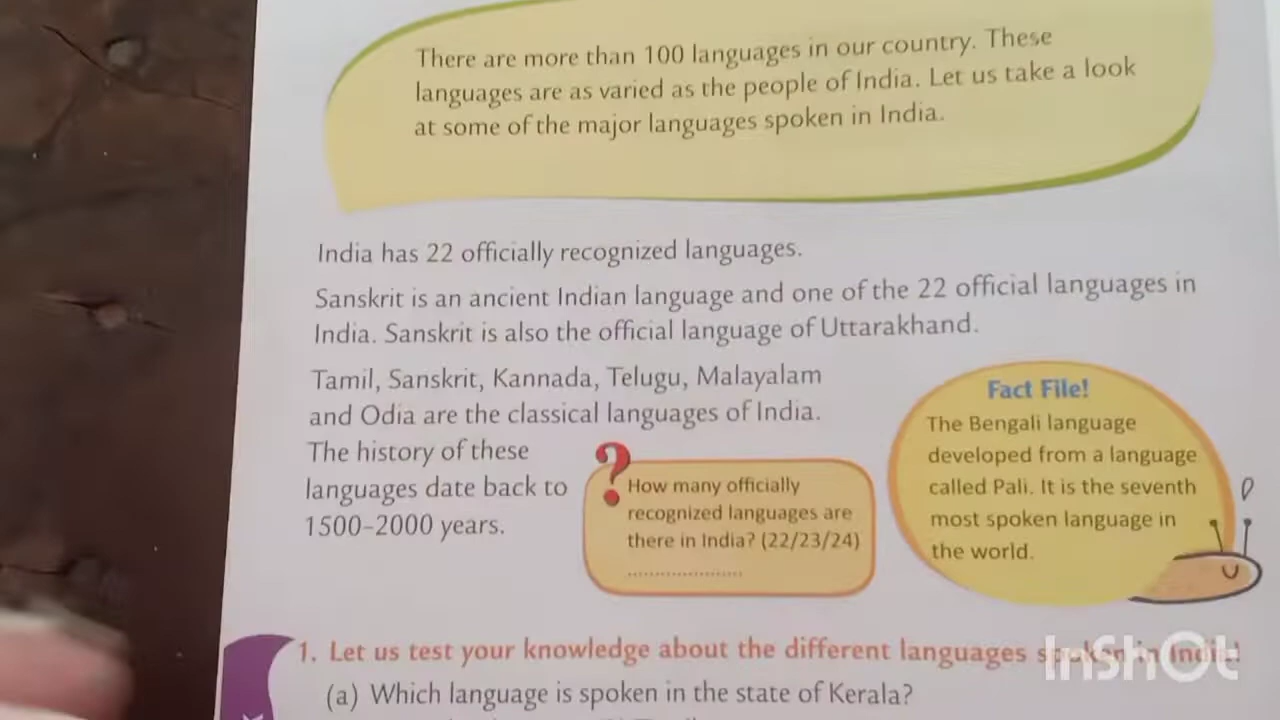 There are more than 100 languages in our country. These
languages are as varied as the people of India. Let us take a look
at some of the major languages spoken in India.
India has 22 officially recognized languages.
Sanskrit is an ancient Indian language and one of the 22 official languages in
India. Sanskrit is also the official language of Uttarakhand.
Tamil, Sanskrit, Kannada, Telugu, Malayalam
and Odia are the classical languages of India.
The history of these
languages date back to
1500–2000 years.
?
How many officially
recognized languages are
there in India? (22/23/24)
....................
Fact File!
The Bengali language
developed from a language
called Pali. It is the seventh
most spoken language in
the world.
1. Let us test your knowledge about the different languages spoken in India!
(a) Which language is spoken in the state of Kerala?
InShOt